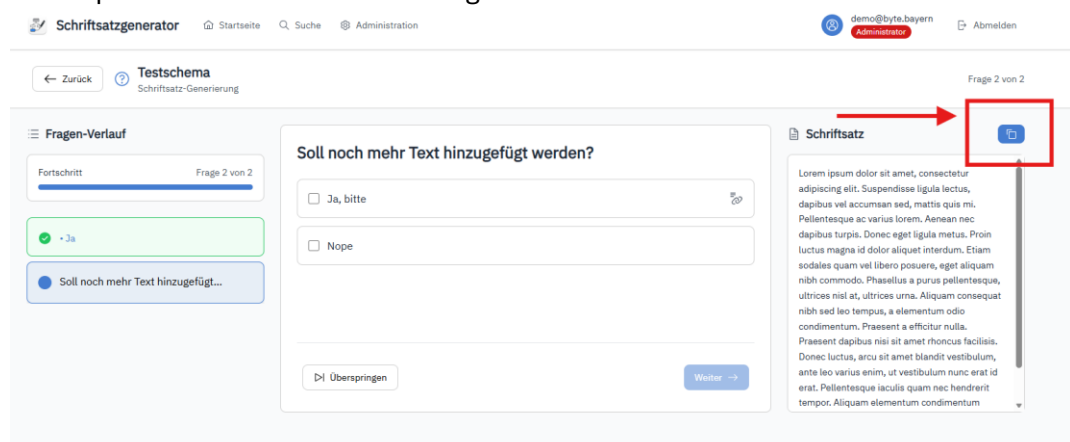 Schriftsatzgenerator Startseite Suche Administration demo@byte.bayern Abmelden
Administrator
Zurück Testschema Frage 2 von 2
Schriftsatz-Generierung
Fragen-Verlauf
Fortschritt Frage 2 von 2
• Ja
Soll noch mehr Text hinzugefügt...
Soll noch mehr Text hinzugefügt werden?
Ja, bitte
Nope
Überspringen Weiter
Schriftsatz
Lorem ipsum dolor sit amet, consectetur
adipiscing elit. Suspendisse ligula lectus,
dapibus vel accumsan sed, mattis quis mi.
Pellentesque ac varius lorem. Aenean nec
dapibus turpis. Donec eget ligula metus. Proin
luctus magna id dolor aliquet interdum. Etiam
sodales quam vel libero posuere, eget aliquam
nibh commodo. Phasellus a purus pellentesque,
ultrices nisl at, ultrices urna. Aliquam consequat
nibh sed leo tempus, a elementum odio
condimentum. Praesent a efficitur nulla.
Praesent dapibus nisi sit amet rhoncus facilisis.
Donec luctus, arcu sit amet blandit vestibulum,
ante leo varius enim, ut vestibulum nunc erat id
erat. Pellentesque iaculis quam nec hendrerit
tempor. Aliquam elementum condimentum